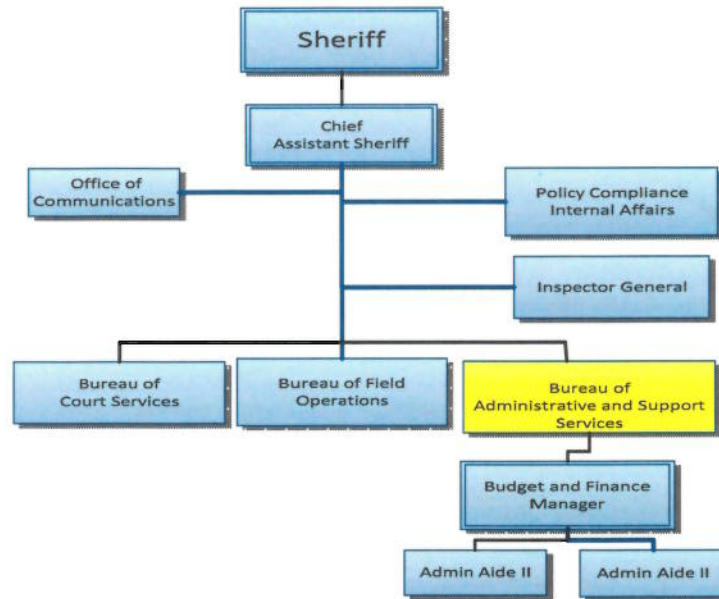 Sheriff
Chief
Assistant Sheriff
Office of
Communications
Policy Compliance
Internal Affairs
Inspector General
Bureau of
Court Services
Bureau of Field
Operations
Bureau of
Administrative and Support
Services
Budget and Finance
Manager
Admin Aide II
Admin Aide II